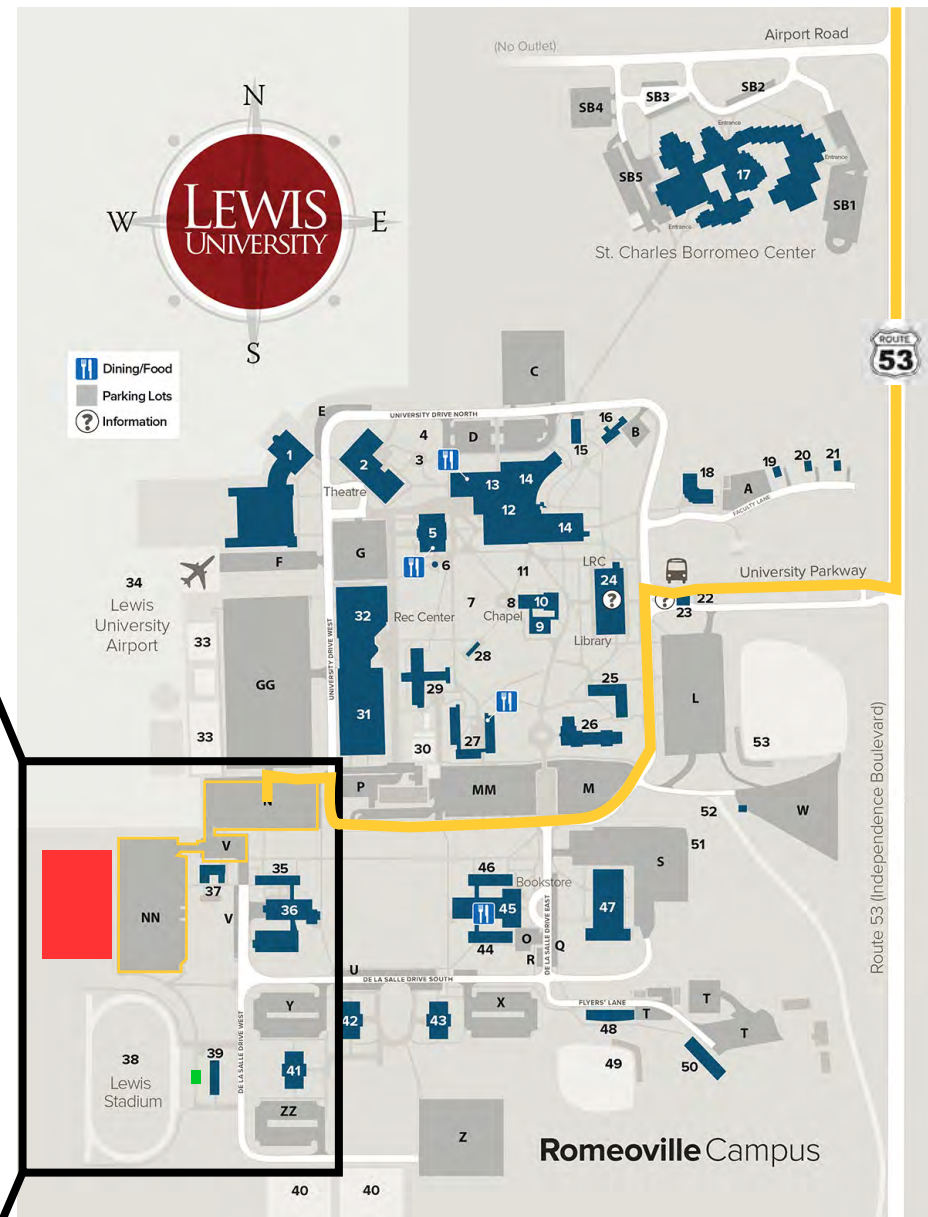 Airport Road
(No Outlet)
N
SB2
SB3
SB4
Entrance
Entrance
17
SB5
LEWIS
UNIVERSITY
W
E
SB1
Entrance
St. Charles Borromeo Center
S
ROUTE
53
Dining/Food
Parking Lots
? Information
C
E
UNIVERSITY DRIVE NORTH
16
4
D
B
15
1
2
3
14
13
18
19
20
21
A
Theatre
12
FACULTY LANE
5
14
G
F
6
LRC
11
24
University Parkway
34
Lewis
University
Airport
?
?
22
23
32
Rec Center
7
8
10
Chapel
9
33
Library
UNIVERSITY DRIVE WEST
28
GG
29
25
L
31
26
33
30
27
53
Route 53 (Independence Boulevard)
P
MM
M
N
52
W
V
35
46
51
S
37
Bookstore
36
45
47
NN
V
O
44
Q
R
DE LA SALLE DRIVE EAST
U
DE LA SALLE DRIVE SOUTH
Y
X
FLYERS' LANE
T
T
42
43
48
T
38
Lewis
Stadium
39
DE LA SALLE DRIVE WEST
41
49
50
ZZ
Z
Romeoville Campus
40
40